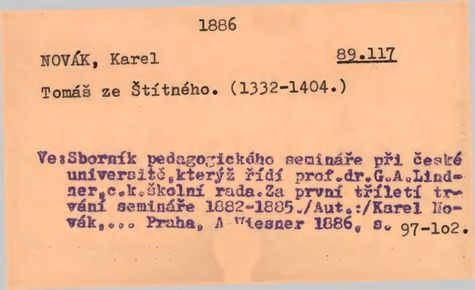 1886
NOVÁK, Karel 89.117
Tomáš ze Štítného. (1332-1404.)
Ve:Sborník pedagogického semináře při české
universitě,kterýž řídí prof.dr.G.A.Lind-
ner,c.k.školní rada.Za první tříletí tr-
vání semináře 1882-1885./Aut.:/Karel No-
vák,... Praha, A Wiesner 1886, s. 97-102.